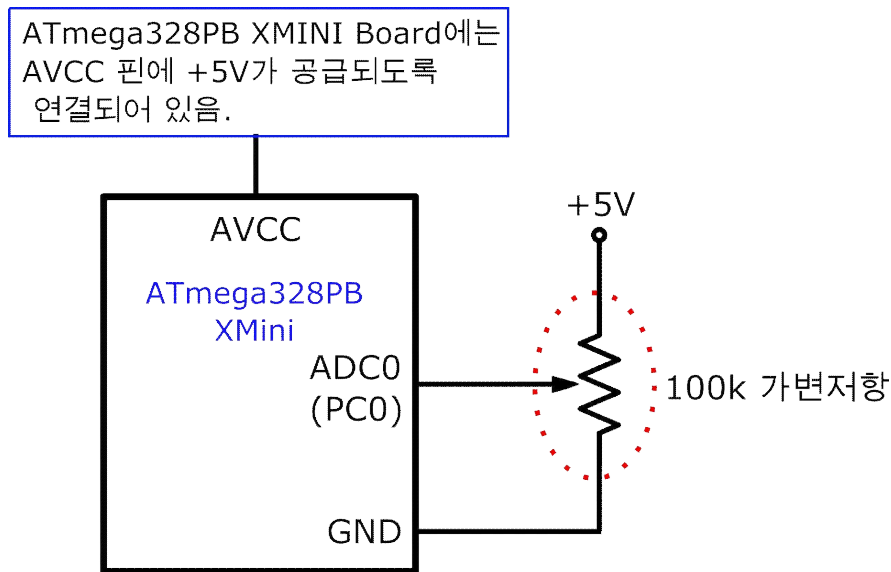 ATmega328PB XMINI Board에는
AVCC 핀에 +5V가 공급되도록
연결되어 있음.
AVCC
+5V
ATmega328PB
XMini
ADC0
(PC0)
100k 가변저항
GND